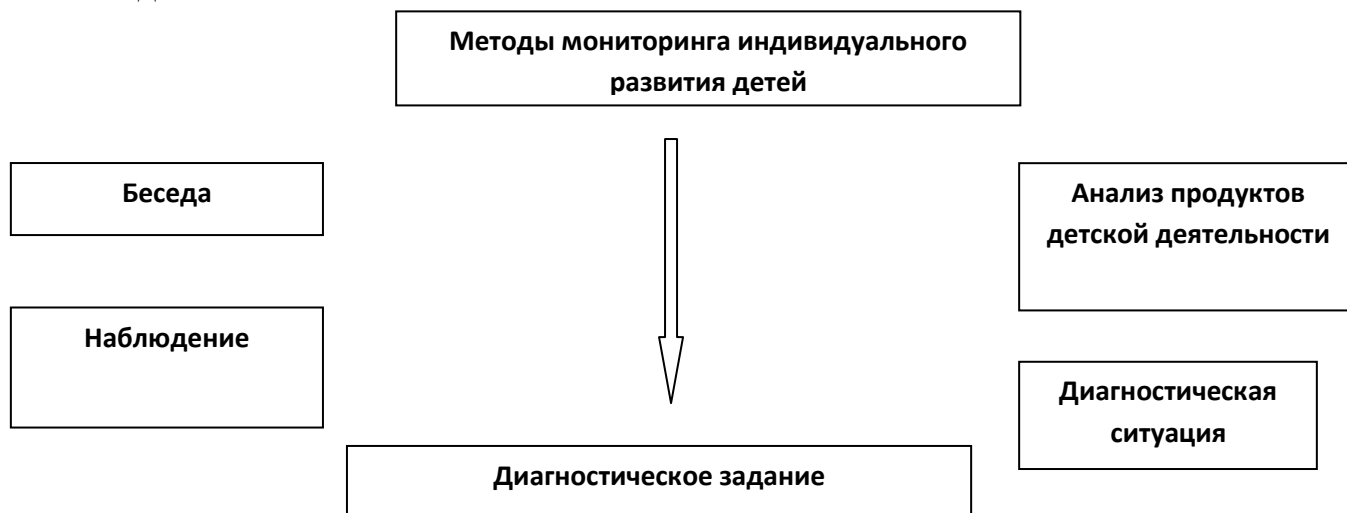 Методы мониторинга индивидуального
развития детей
Беседа
Анализ продуктов
детской деятельности
Наблюдение
Диагностическая
ситуация
Диагностическое задание